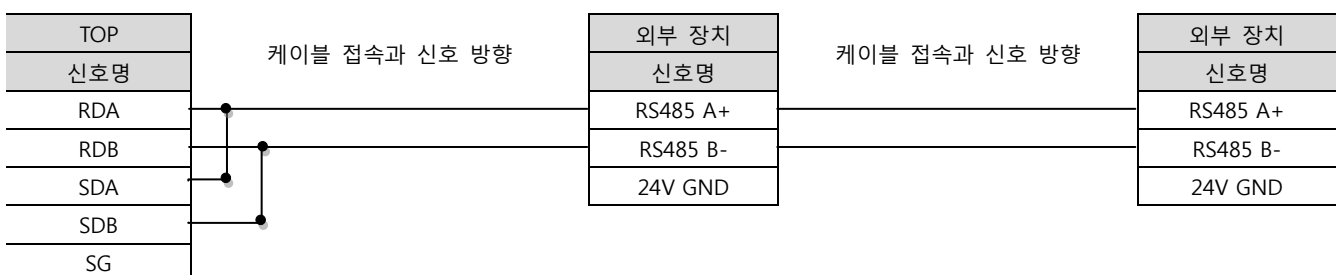 TOP
케이블 접속과 신호 방향
외부 장치
케이블 접속과 신호 방향
외부 장치
신호명
신호명
신호명
RDA
RS485 A+
RS485 A+
RDB
RS485 B-
RS485 B-
SDA
24V GND
24V GND
SDB
SG